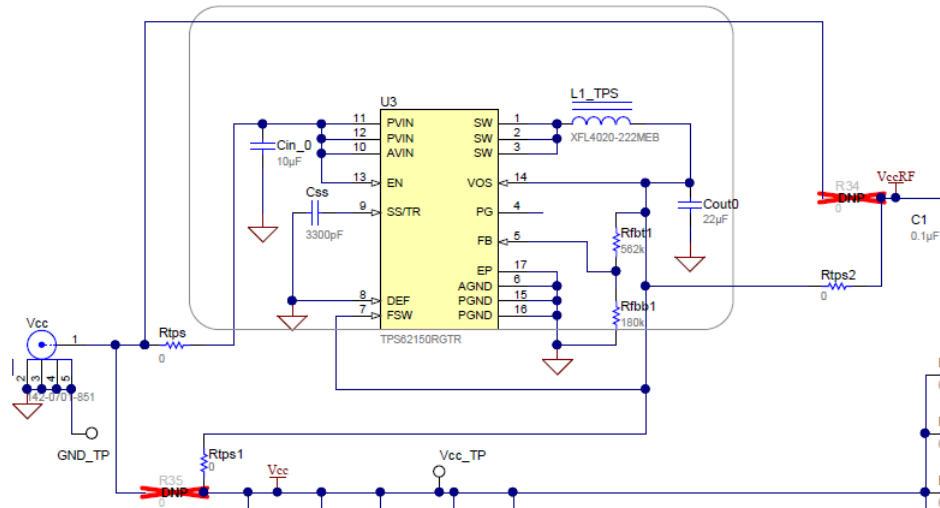 U3
L1_TPS
XFL4020-222MEB
11 PVIN SW 1
12 PVIN SW 2
10 AVIN SW 3
Cin_0
10µF
13 EN VOS 14
Css
3300pF
9 SS/TR PG 4
FB 5
Cout0
22µF
R34
DNP
0
VccRF
C1
0.1µF
Rfbt1
562k
EP 17
AGND 6
8 DEF PGND 15
7 FSW PGND 16
Rfbb1
180k
TPS62150RGTR
Rtps2
0
Vcc
1
Rtps
0
2 3 4 5
142-0701-851
GND_TP
Rtps1
0
R35
DNP
0
Vcc
Vcc_TP